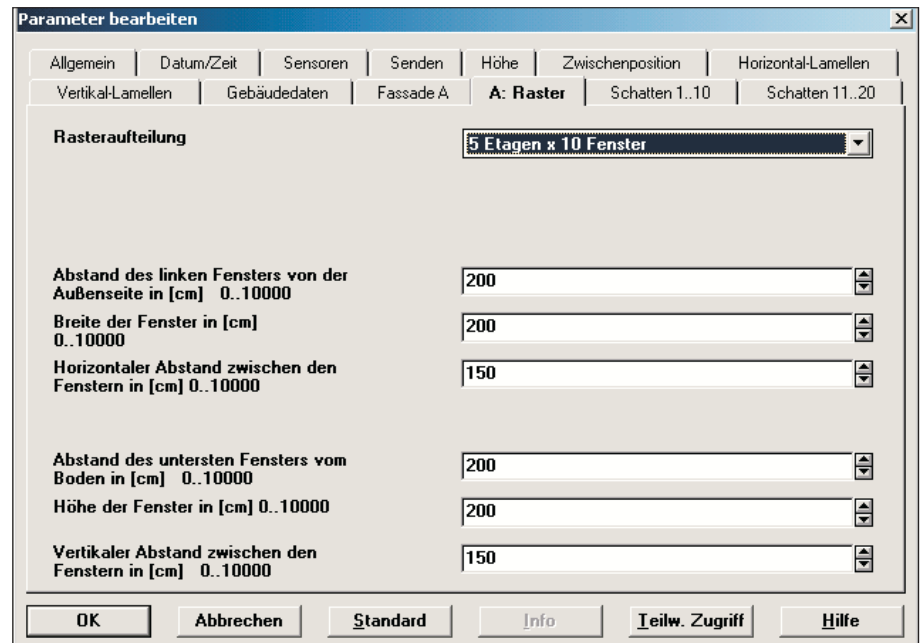 Parameter bearbeiten
Allgemein Datum/Zeit Sensoren Senden Höhe Zwischenposition Horizontal-Lamellen
Vertikal-Lamellen Gebäudedaten Fassade A A: Raster Schatten 1..10 Schatten 11..20
Rasteraufteilung 5 Etagen x 10 Fenster
Abstand des linken Fensters von der
Außenseite in [cm] 0..10000 200
Breite der Fenster in [cm]
0..10000 200
Horizontaler Abstand zwischen den
Fenstern in [cm] 0..10000 150
Abstand des untersten Fensters vom
Boden in [cm] 0..10000 200
Höhe der Fenster in [cm] 0..10000 200
Vertikaler Abstand zwischen den
Fenstern in [cm] 0..10000 150
OK Abbrechen Standard Info Teilw. Zugriff Hilfe